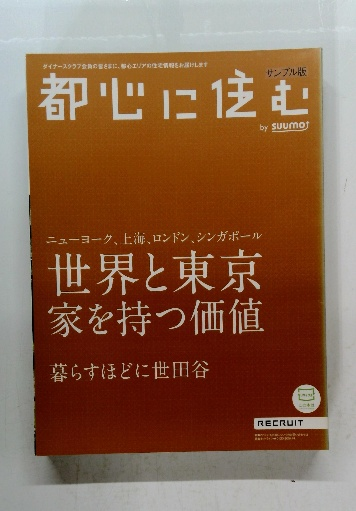 ダイナースクラブ会員の皆さまに、都心エリアの住宅情報をお届けします
サンプル版
都心に住む
by suumo
ニューヨーク、上海、ロンドン、シンガポール
世界と東京
家を持つ価値
暮らすほどに世田谷
RECRUIT